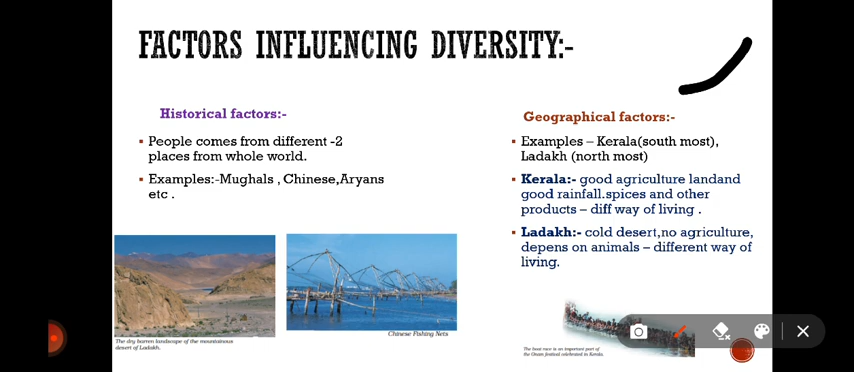 FACTORS INFLUENCING DIVERSITY:-
Historical factors:-
People comes from different -2
places from whole world.
Examples:-Mughals , Chinese,Aryans
etc .
The dry barren landscape of the mountainous
desert of Ladakh.
Chinese Fishing Nets
Geographical factors:-
Examples – Kerala(south most),
Ladakh (north most)
Kerala:- good agriculture landand
good rainfall.spices and other
products – diff way of living .
Ladakh:- cold desert,no agriculture,
depens on animals – different way of
living.
The boat race is an important part of
the Onam festival celebrated in Kerala.